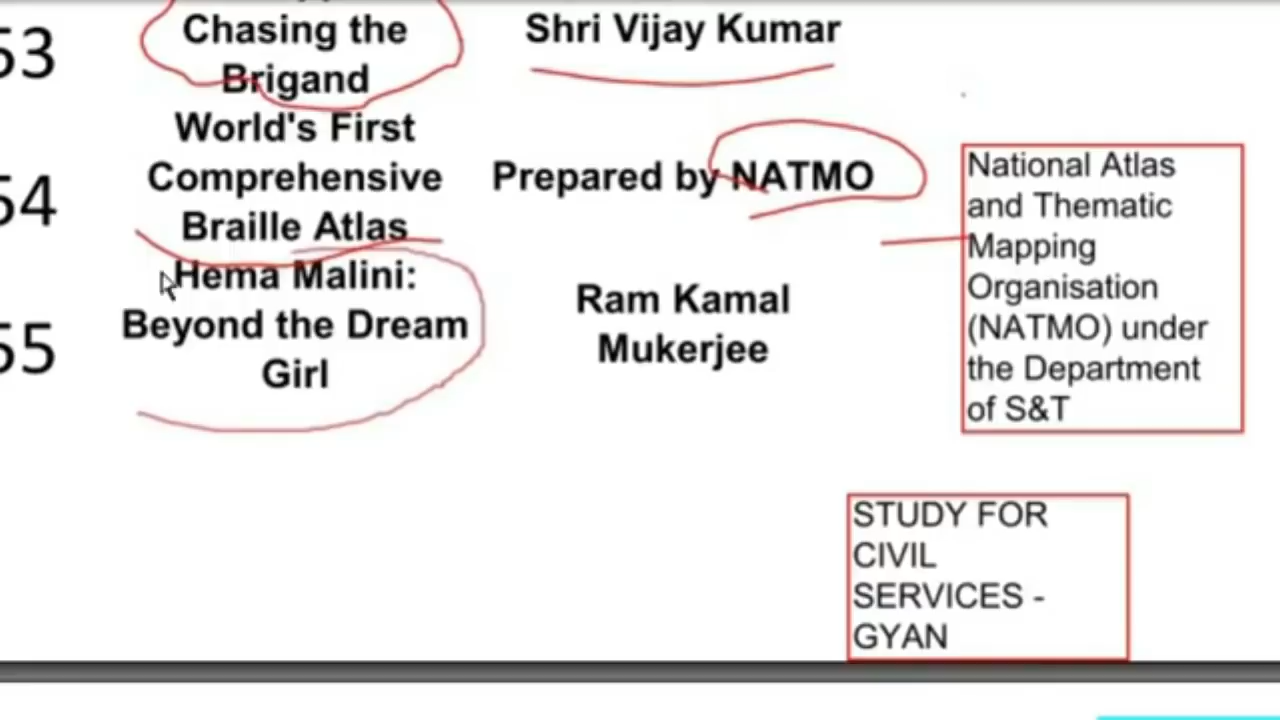 53
Chasing the
Brigand
Shri Vijay Kumar
54
World's First
Comprehensive
Braille Atlas
Prepared by NATMO
55
Hema Malini:
Beyond the Dream
Girl
Ram Kamal
Mukerjee
National Atlas
and Thematic
Mapping
Organisation
(NATMO) under
the Department
of S&T
STUDY FOR
CIVIL
SERVICES -
GYAN